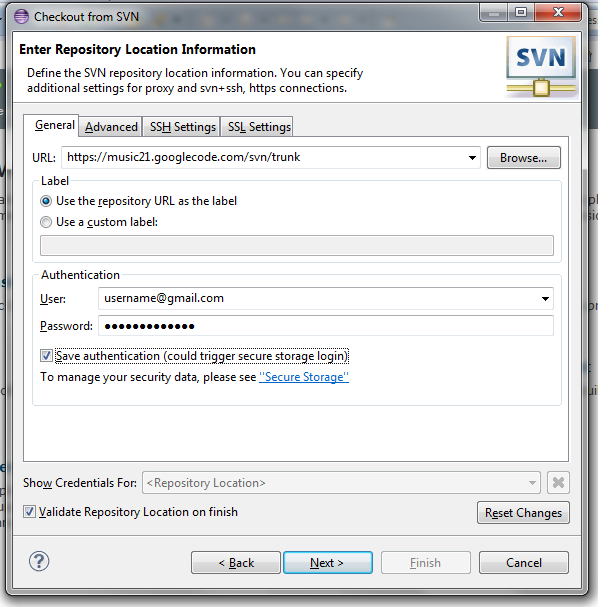 Checkout from SVN
Enter Repository Location Information
SVN
Define the SVN repository location information. You can specify
additional settings for proxy and svn+ssh, https connections.
General
Advanced
SSH Settings
SSL Settings
URL:
https://music21.googlecode.com/svn/trunk
Browse...
Label
Use the repository URL as the label
Use a custom label:
Authentication
User:
username@gmail.com
Password:
●●●●●●●●●●●●●
Save authentication (could trigger secure storage login)
To manage your security data, please see "Secure Storage"
Show Credentials For:
<Repository Location>
Validate Repository Location on finish
Reset Changes
?
< Back
Next >
Finish
Cancel